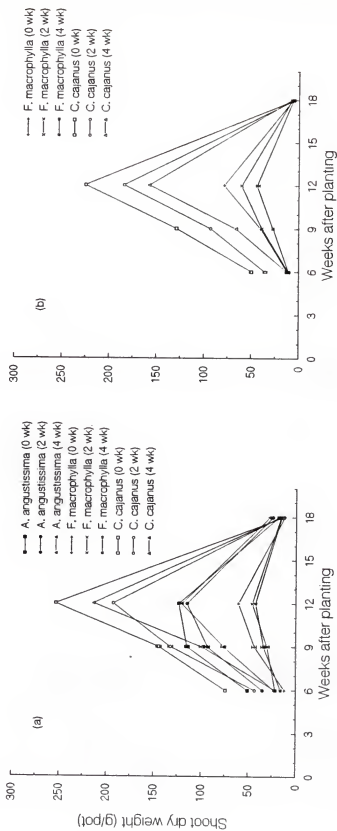 (a)
A. angustissima (0 wk)
A. angustissima (2 wk)
A. angustissima (4 wk)
F. macrophylla (0 wk)
F. macrophylla (2 wk)
F. macrophylla (4 wk)
C. cajanus (0 wk)
C. cajanus (2 wk)
C. cajanus (4 wk)
300
250
200
150
100
50
0
Shoot dry weight (g/pot)
0 3 6 9 12 15 18
Weeks after planting
(b)
F. macrophylla (0 wk)
F. macrophylla (2 wk)
F. macrophylla (4 wk)
C. cajanus (0 wk)
C. cajanus (2 wk)
C. cajanus (4 wk)
300
250
200
150
100
50
0
0 3 6 9 12 15 18
Weeks after planting